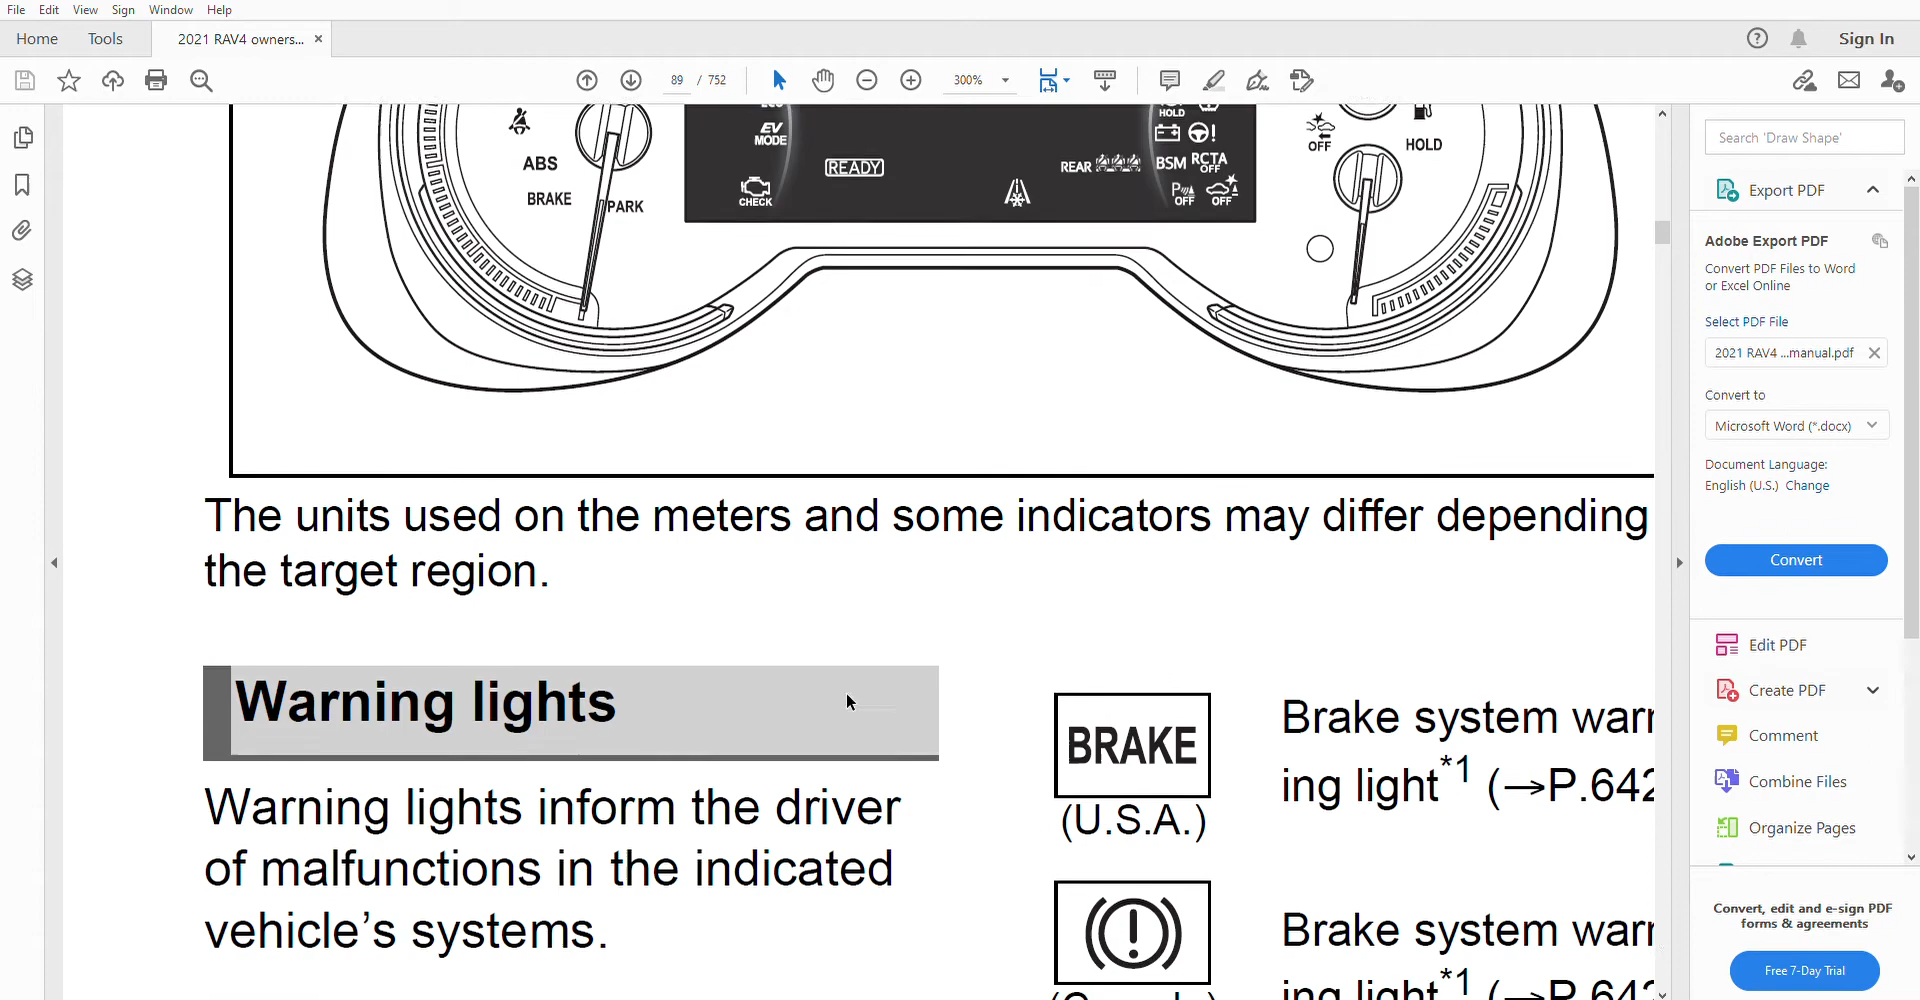 File Edit View Sign Window Help
Home Tools 2021 RAV4 owners... Sign In
89 / 752 300%
HOLD
EV
MODE
READY
CHECK
REAR
BSM RCTA
OFF
P OFF
OFF
ABS
BRAKE
PARK
OFF
HOLD
The units used on the meters and some indicators may differ depending
the target region.
Warning lights
Warning lights inform the driver
of malfunctions in the indicated
vehicle’s systems.
BRAKE
(U.S.A.)
Brake system warn
ing light*1 (→P.642
Brake system warn
ing light*1 (→P.642
Search 'Draw Shape'
Export PDF
Adobe Export PDF
Convert PDF Files to Word
or Excel Online
Select PDF File
2021 RAV4 ...manual.pdf
Convert to
Microsoft Word (*.docx)
Document Language:
English (U.S.) Change
Convert
Edit PDF
Create PDF
Comment
Combine Files
Organize Pages
Convert, edit and e-sign PDF
forms & agreements
Free 7-Day Trial